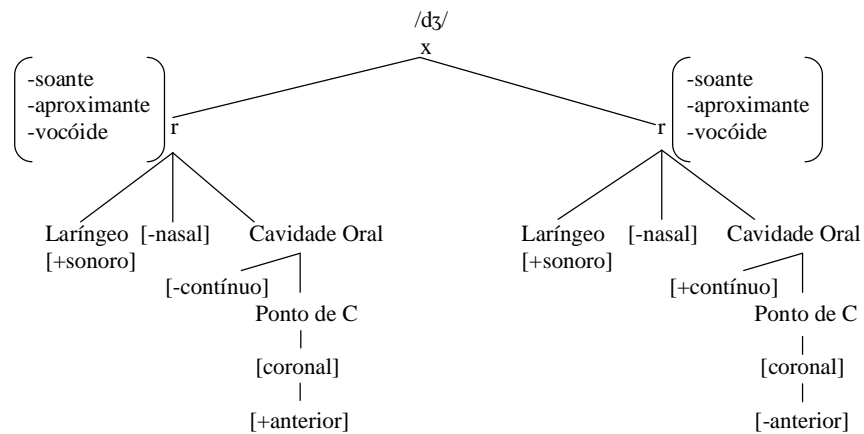 /dʒ/
x
-soante
-aproximante
-vocóide
r
r
-soante
-aproximante
-vocóide
Laríngeo [-nasal] Cavidade Oral
[+sonoro]
[-contínuo]
Ponto de C
[coronal]
[+anterior]
Laríngeo [-nasal] Cavidade Oral
[+sonoro]
[+contínuo]
Ponto de C
[coronal]
[-anterior]